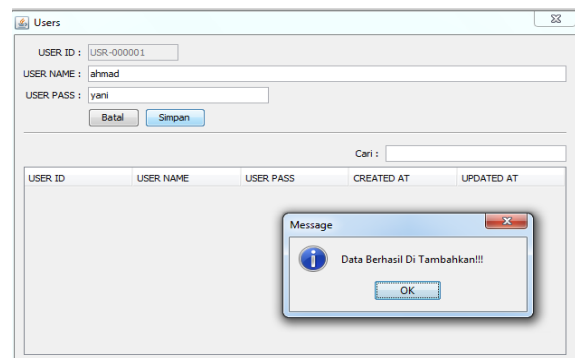 Users
USER ID : USR-000001
USER NAME : ahmad
USER PASS : yani
Batal Simpan
Cari :
USER ID USER NAME USER PASS CREATED AT UPDATED AT
Message
Data Berhasil Di Tambahkan!!!
OK